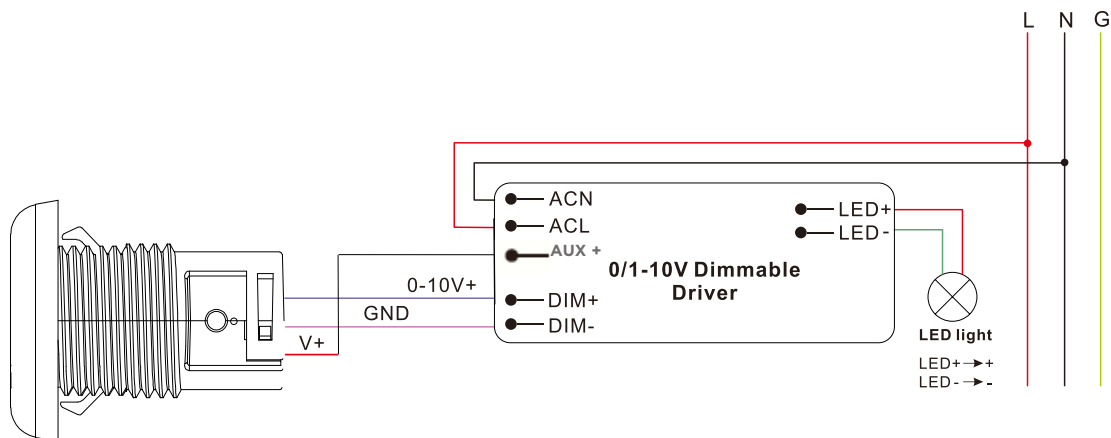 L N G
ACN
ACL
AUX +
LED+
LED-
0/1-10V Dimmable
Driver
0-10V+
DIM+
GND
DIM-
V+
LED light
LED+→+
LED-→-